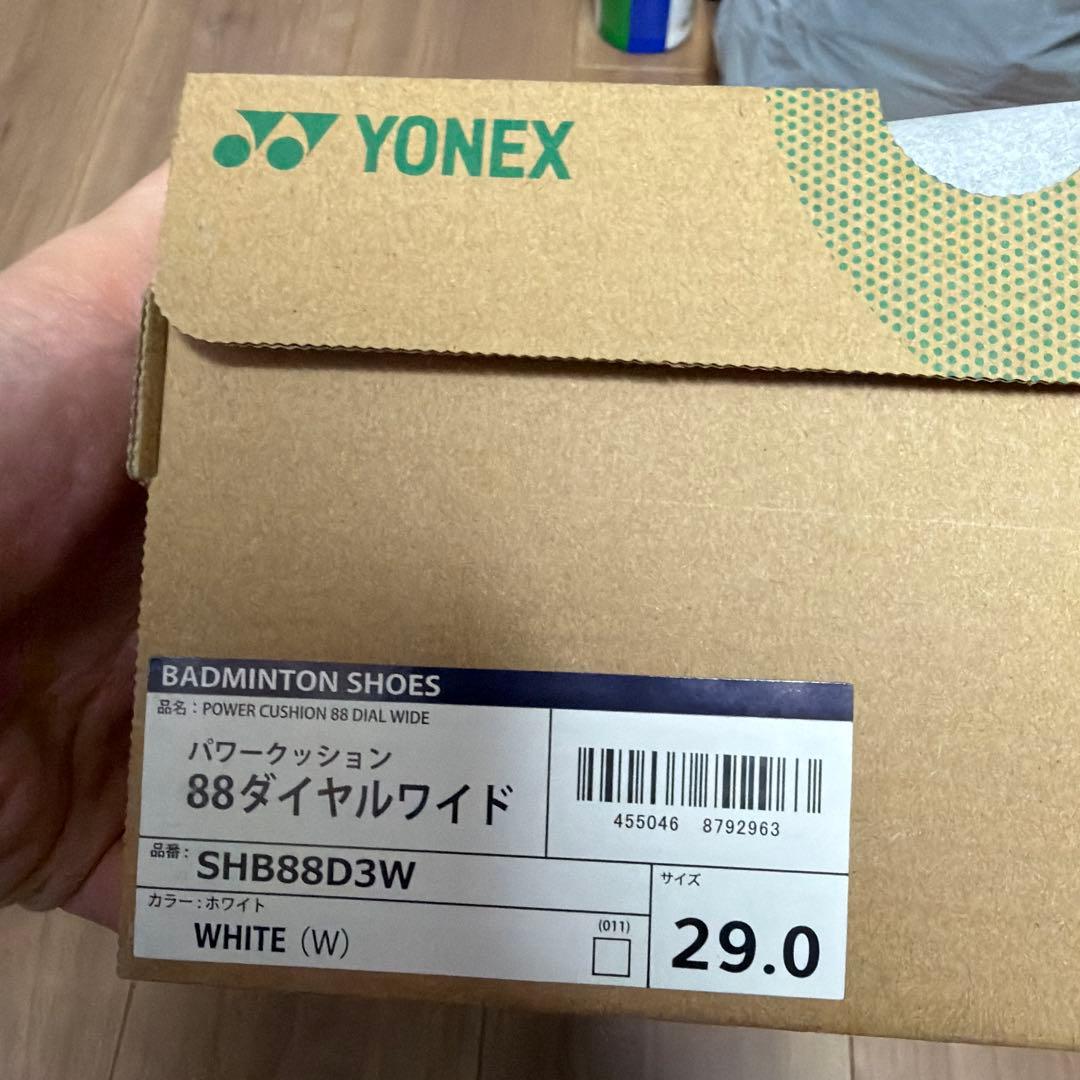 YONEX
BADMINTON SHOES
品名：POWER CUSHION 88 DIAL WIDE
パワークッション
88ダイヤルワイド
455046 8792963
品番：SHB88D3W
カラー：ホワイト
WHITE（W）
(011)
サイズ
29.0